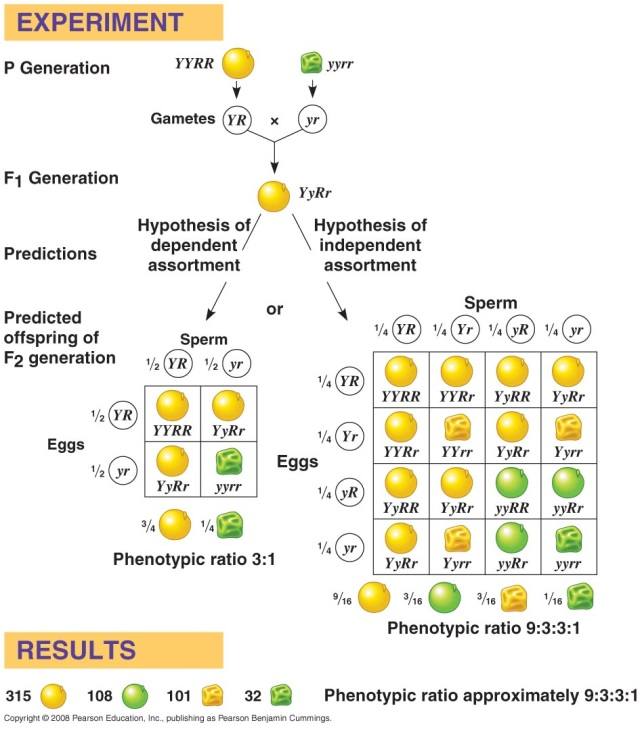 EXPERIMENT
P Generation
YYRR
yyrr
Gametes YR × yr
F1 Generation
YyRr
Predictions
Hypothesis of
dependent
assortment
Hypothesis of
independent
assortment
or
Predicted
offspring of
F2 generation
Sperm
1/2 YR 1/2 yr
Eggs
1/2 YR
YYRR YyRr
1/2 yr
YyRr yyrr
3/4 1/4
Phenotypic ratio 3:1
Sperm
1/4 YR 1/4 Yr 1/4 yR 1/4 yr
Eggs
1/4 YR
YYRR YYRr YyRR YyRr
1/4 Yr
YYRr YYrr YyRr Yyrr
1/4 yR
YyRR YyRr yyRR yyRr
1/4 yr
YyRr Yyrr yyRr yyrr
9/16 3/16 3/16 1/16
Phenotypic ratio 9:3:3:1
RESULTS
315 108 101 32 Phenotypic ratio approximately 9:3:3:1
Copyright © 2008 Pearson Education, Inc., publishing as Pearson Benjamin Cummings.